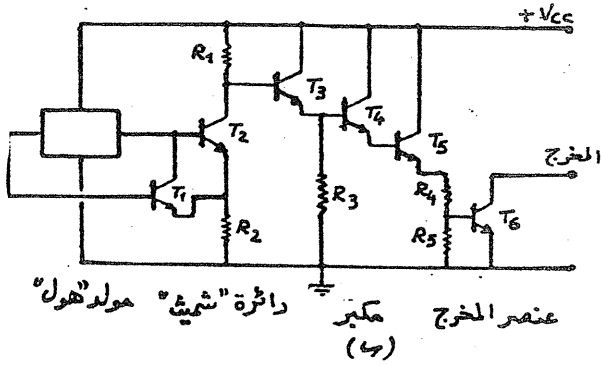 +Vcc
R1
T3
T4
T2
T5
المخرج
T1
R4
T6
R3
R2
R5
مولد "هول"
دائرة "شميث"
مكبر
عنصر المخرج
(ب)